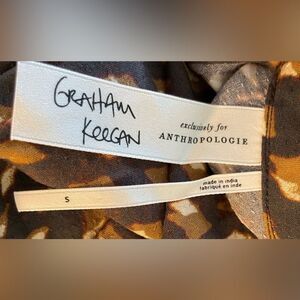 GRAHAM
KEEGAN
exclusively for
ANTHROPOLOGIE
S
made in india
fabriqué en inde